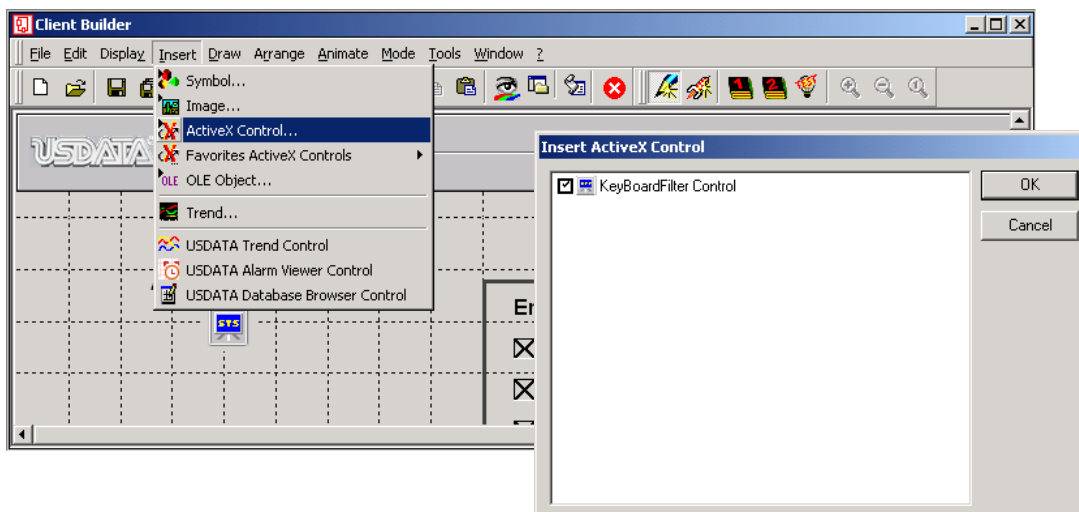 Client Builder
File Edit Display Insert Draw Arrange Animate Mode Tools Window ?
Symbol...
Image...
ActiveX Control...
Favorites ActiveX Controls
OLE OLE Object...
Trend...
USDATA Trend Control
USDATA Alarm Viewer Control
USDATA Database Browser Control
USDATA
STS
Er
Insert ActiveX Control
KeyBoardFilter Control
OK
Cancel